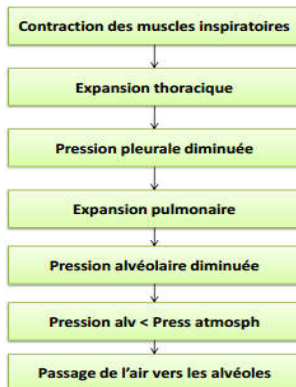 Contraction des muscles inspiratoires
Expansion thoracique
Pression pleurale diminuée
Expansion pulmonaire
Pression alvéolaire diminuée
Pression alv < Press atmosph
Passage de l'air vers les alvéoles